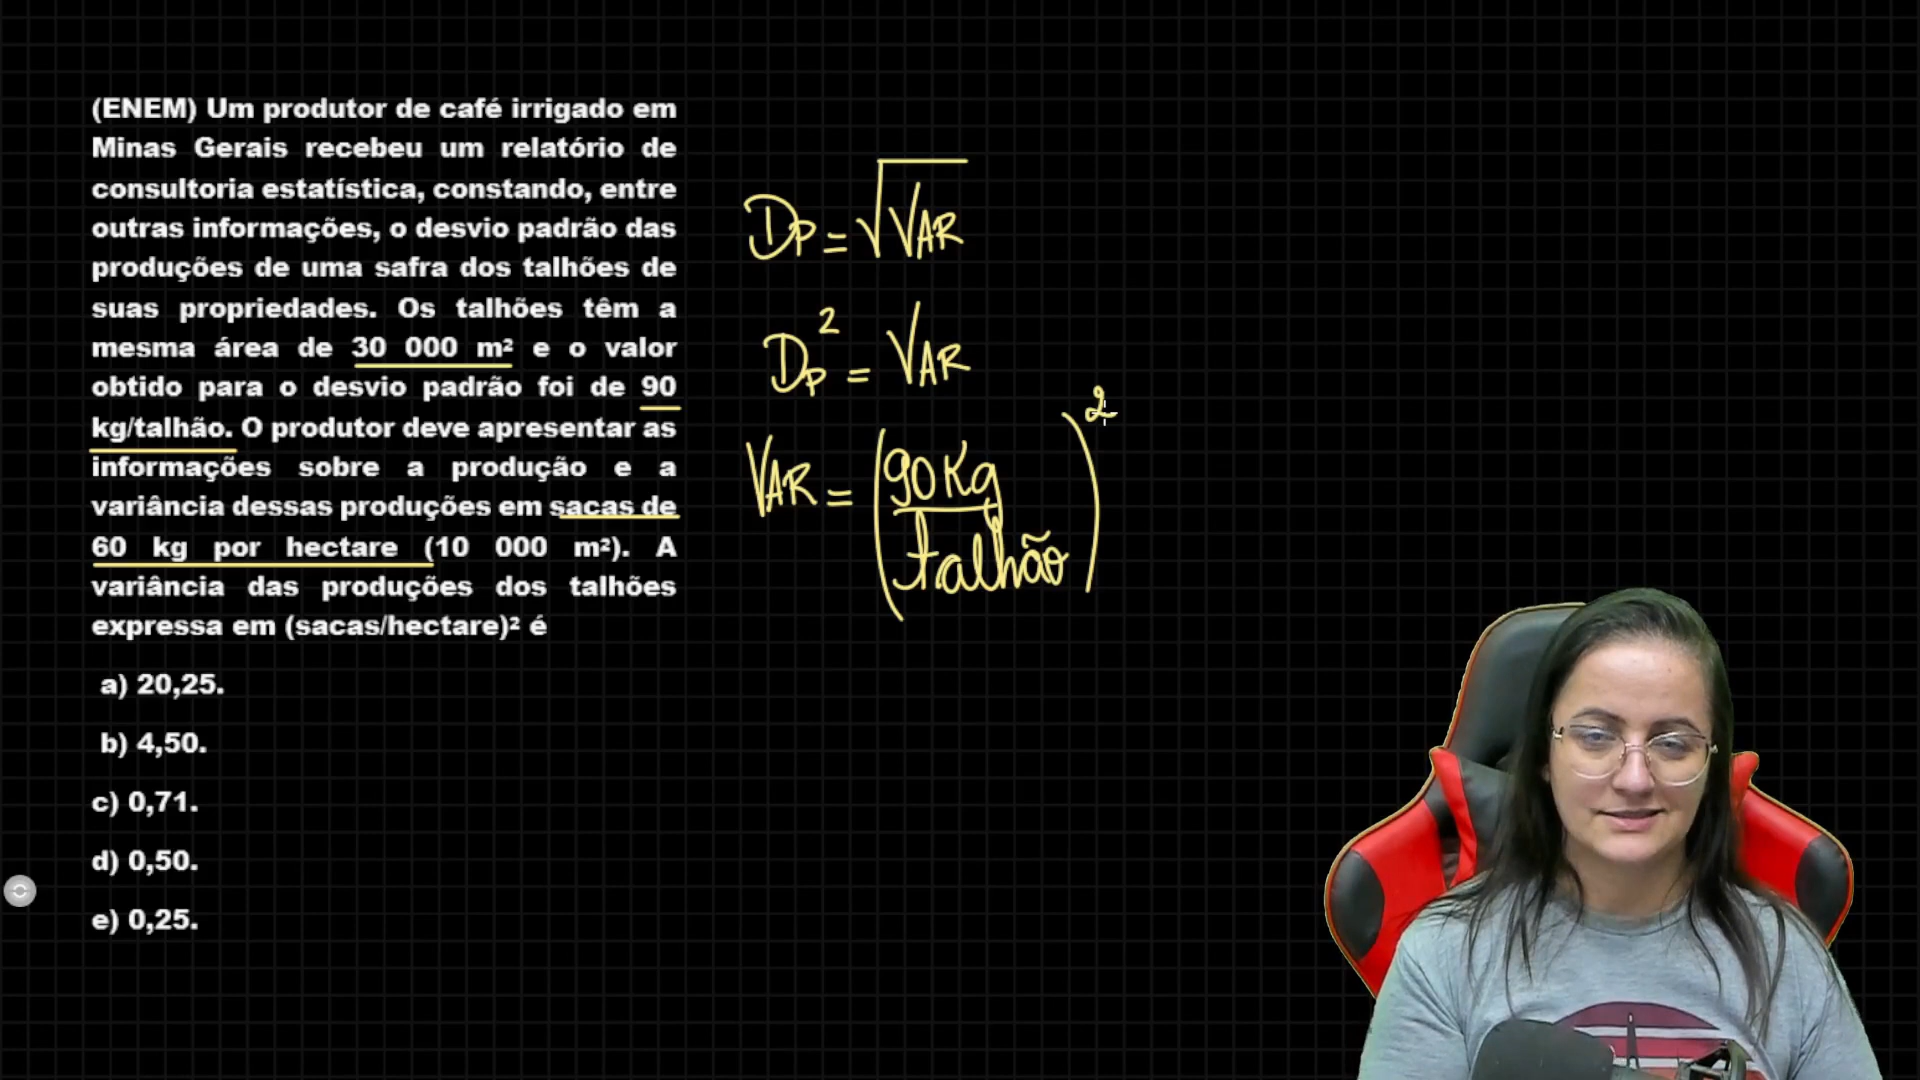 (ENEM) Um produtor de café irrigado em
Minas Gerais recebeu um relatório de
consultoria estatística, constando, entre
outras informações, o desvio padrão das
produções de uma safra dos talhões de
suas propriedades. Os talhões têm a
mesma área de 30 000 m² e o valor
obtido para o desvio padrão foi de 90
kg/talhão. O produtor deve apresentar as
informações sobre a produção e a
variância dessas produções em sacas de
60 kg por hectare (10 000 m²). A
variância das produções dos talhões
expressa em (sacas/hectare)² é
a) 20,25.
b) 4,50.
c) 0,71.
d) 0,50.
e) 0,25.
DP = √VAR
DP² = VAR
VAR = (90Kg/talhão)²